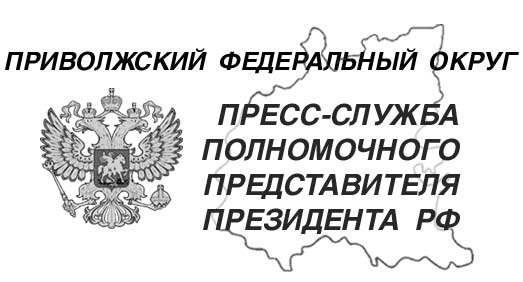 ПРИВОЛЖСКИЙ ФЕДЕРАЛЬНЫЙ ОКРУГ
ПРЕСС-СЛУЖБА
ПОЛНОМОЧНОГО
ПРЕДСТАВИТЕЛЯ
ПРЕЗИДЕНТА РФ